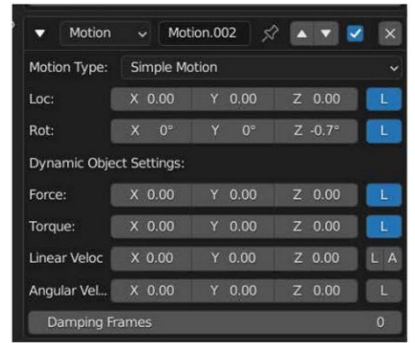 Motion Motion.002
Motion Type: Simple Motion
Loc: X 0.00 Y 0.00 Z 0.00 L
Rot: X 0° Y 0° Z -0.7° L
Dynamic Object Settings:
Force: X 0.00 Y 0.00 Z 0.00 L
Torque: X 0.00 Y 0.00 Z 0.00 L
Linear Veloc X 0.00 Y 0.00 Z 0.00 L A
Angular Vel... X 0.00 Y 0.00 Z 0.00 L
Damping Frames 0